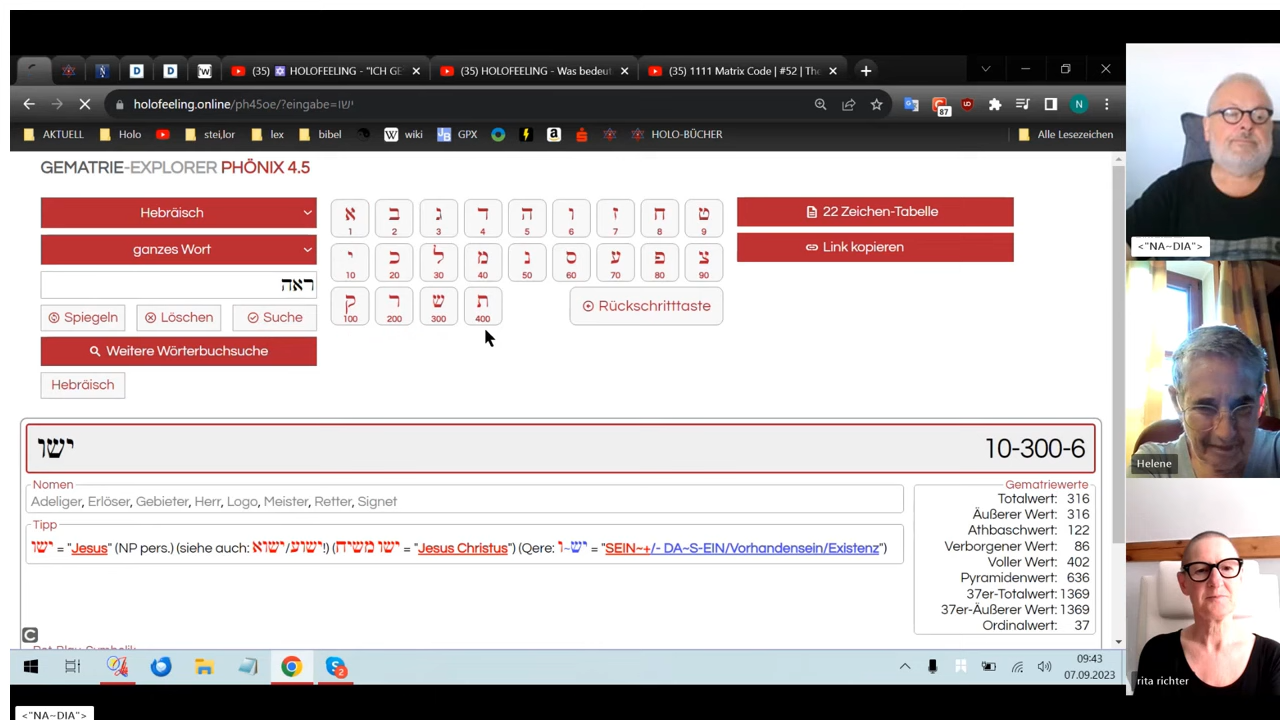 (35) ✡ HOLOFEELING - "ICH GE
(35) HOLOFEELING - Was bedeut
(35) 1111 Matrix Code | #52 | The
holofeeling.online/ph45oe/?eingabe=ישו
87
N
AKTUELL
Holo
stei,lor
lex
bibel
wiki
GPX
HOLO-BÜCHER
Alle Lesezeichen
GEMATRIE-EXPLORER PHÖNIX 4.5
Hebräisch
ganzes Wort
ראה
Spiegeln
Löschen
Suche
Weitere Wörterbuchsuche
Hebräisch
א ב ג ד ה ו ז ח ט
1 2 3 4 5 6 7 8 9
י כ ל מ נ ס ע פ צ
10 20 30 40 50 60 70 80 90
ק ר ש ת
100 200 300 400
Rückschritttaste
22 Zeichen-Tabelle
Link kopieren
ישו 10-300-6
Nomen
Adeliger, Erlöser, Gebieter, Herr, Logo, Meister, Retter, Signet
Tipp
ישו = "Jesus" (NP pers.) (siehe auch: ישוע/ישוא!) (ישו משיח = "Jesus Christus") (Qere: יש~ו = "SEIN~+/- DA~S-EIN/Vorhandensein/Existenz")
Gematriewerte
Totalwert: 316
Äußerer Wert: 316
Athbaschwert: 122
Verborgener Wert: 86
Voller Wert: 402
Pyramidenwert: 636
37er-Totalwert: 1369
37er-Äußerer Wert: 1369
Ordinalwert: 37
09:43
07.09.2023
<"NA~DIA">
Helene
rita richter
<"NA~DIA">